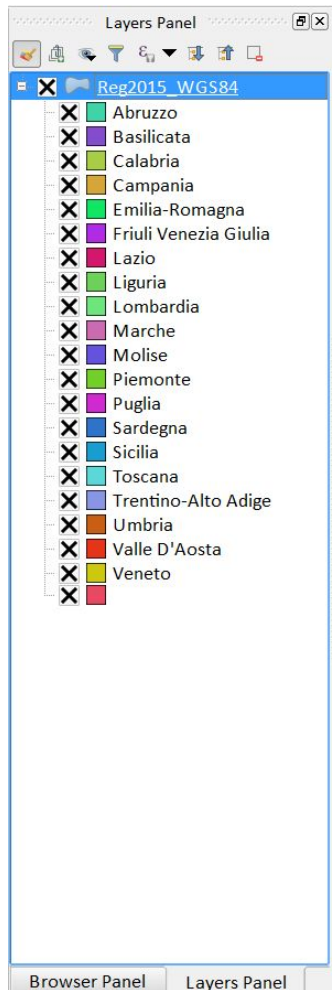 Layers Panel
Reg2015_WGS84
Abruzzo
Basilicata
Calabria
Campania
Emilia-Romagna
Friuli Venezia Giulia
Lazio
Liguria
Lombardia
Marche
Molise
Piemonte
Puglia
Sardegna
Sicilia
Toscana
Trentino-Alto Adige
Umbria
Valle D'Aosta
Veneto
Browser Panel Layers Panel